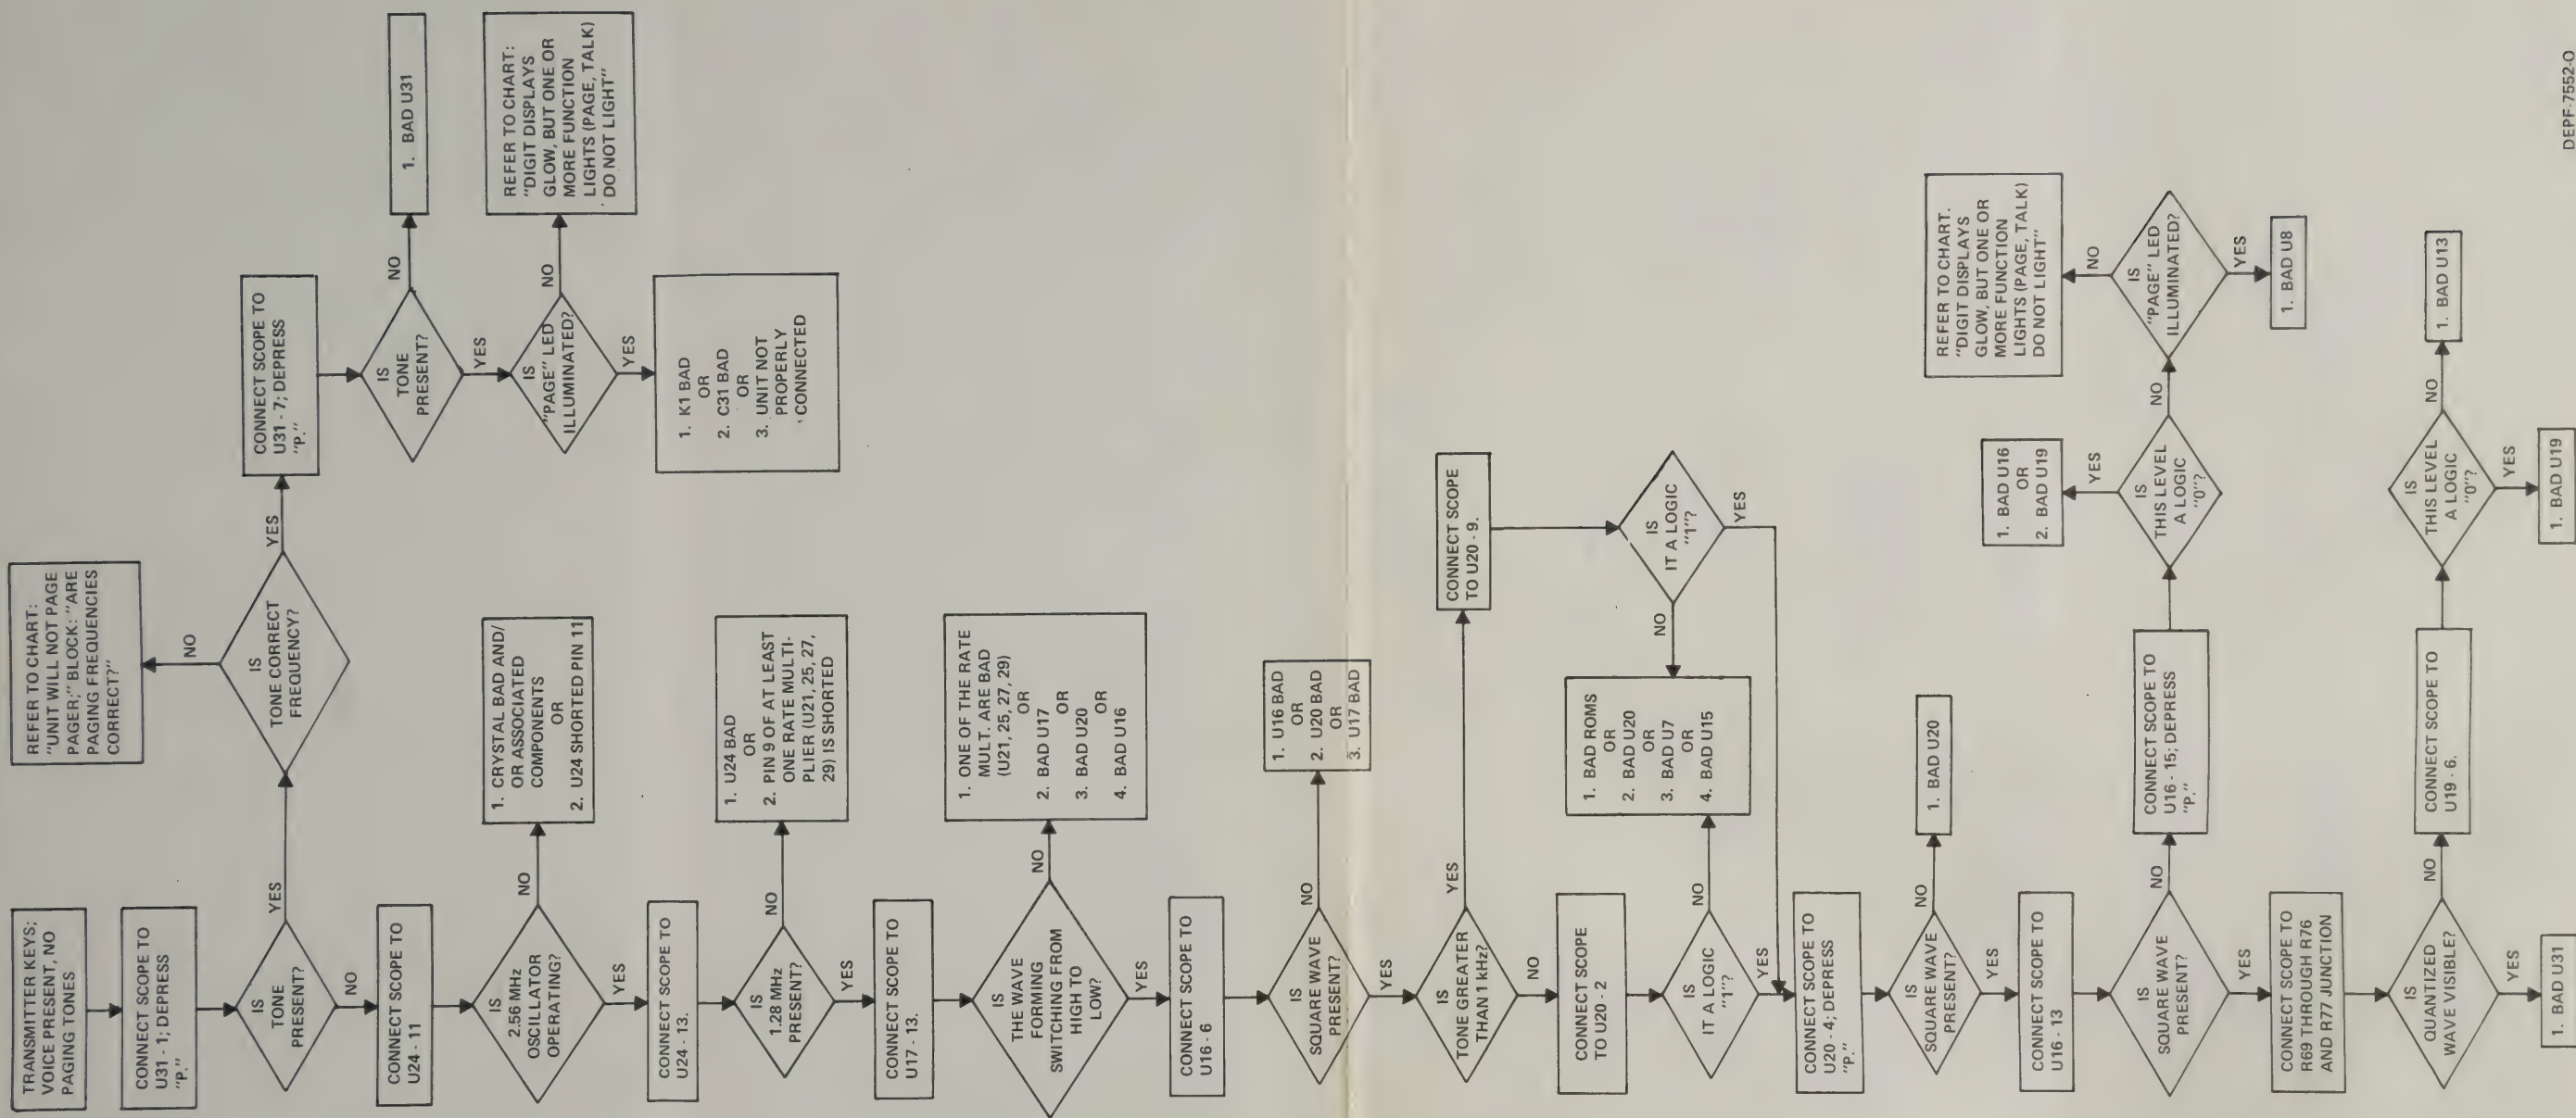 TRANSMITTER KEYS;
VOICE PRESENT, NO
PAGING TONES
CONNECT SCOPE TO
U31 - 1; DEPRESS
"P."
IS
TONE
PRESENT?
YES
NO
IS
TONE CORRECT
FREQUENCY?
NO
YES
REFER TO CHART:
"UNIT WILL NOT PAGE
PAGER;" BLOCK: "ARE
PAGING FREQUENCIES
CORRECT?"
CONNECT SCOPE TO
U31 - 7; DEPRESS
"P."
IS
TONE
PRESENT?
NO
YES
1. BAD U31
IS
"PAGE" LED
ILLUMINATED?
NO
YES
REFER TO CHART:
"DIGIT DISPLAYS
GLOW, BUT ONE OR
MORE FUNCTION
LIGHTS (PAGE, TALK)
DO NOT LIGHT"
1. K1 BAD
OR
2. C31 BAD
OR
3. UNIT NOT
PROPERLY
CONNECTED
CONNECT SCOPE TO
U24 - 11
IS
2.56 MHz
OSCILLATOR
OPERATING?
NO
YES
1. CRYSTAL BAD AND/
OR ASSOCIATED
COMPONENTS
OR
2. U24 SHORTED PIN 11
CONNECT SCOPE TO
U24 - 13.
IS
1.28 MHz
PRESENT?
NO
YES
1. U24 BAD
OR
2. PIN 9 OF AT LEAST
ONE RATE MULTI-
PLIER (U21, 25, 27,
29) IS SHORTED
CONNECT SCOPE TO
U17 - 13.
IS
THE WAVE
FORMING
SWITCHING FROM
HIGH TO
LOW?
NO
YES
1. ONE OF THE RATE
MULT. ARE BAD
(U21, 25, 27, 29)
OR
2. BAD U17
OR
3. BAD U20
OR
4. BAD U16
CONNECT SCOPE TO
U16 - 6
IS
SQUARE WAVE
PRESENT?
NO
YES
1. U16 BAD
OR
2. U20 BAD
OR
3. U17 BAD
IS
TONE GREATER
THAN 1 kHz?
YES
NO
CONNECT SCOPE
TO U20 - 9.
IS
IT A LOGIC
"1"?
NO
YES
CONNECT SCOPE
TO U20 - 2
1. BAD ROMS
OR
2. BAD U20
OR
3. BAD U7
OR
4. BAD U15
IS
IT A LOGIC
"1"?
NO
YES
CONNECT SCOPE TO
U20 - 4; DEPRESS
"P."
IS
SQUARE WAVE
PRESENT?
NO
YES
1. BAD U20
CONNECT SCOPE TO
U16 - 13
IS
SQUARE WAVE
PRESENT?
NO
YES
CONNECT SCOPE TO
U16 - 15; DEPRESS
"P."
IS
THIS LEVEL
A LOGIC
"0"?
YES
NO
1. BAD U16
OR
2. BAD U19
IS
"PAGE" LED
ILLUMINATED?
NO
YES
REFER TO CHART.
"DIGIT DISPLAYS
GLOW, BUT ONE OR
MORE FUNCTION
LIGHTS (PAGE, TALK)
DO NOT LIGHT"
1. BAD U8
CONNECT SCOPE TO
R69 THROUGH R76
AND R77 JUNCTION
IS
QUANTIZED
WAVE VISIBLE?
NO
YES
CONNECT SCOPE TO
U19 - 6.
IS
THIS LEVEL
A LOGIC
"0"?
NO
YES
1. BAD U13
1. BAD U19
1. BAD U31
DEPF-7552-O